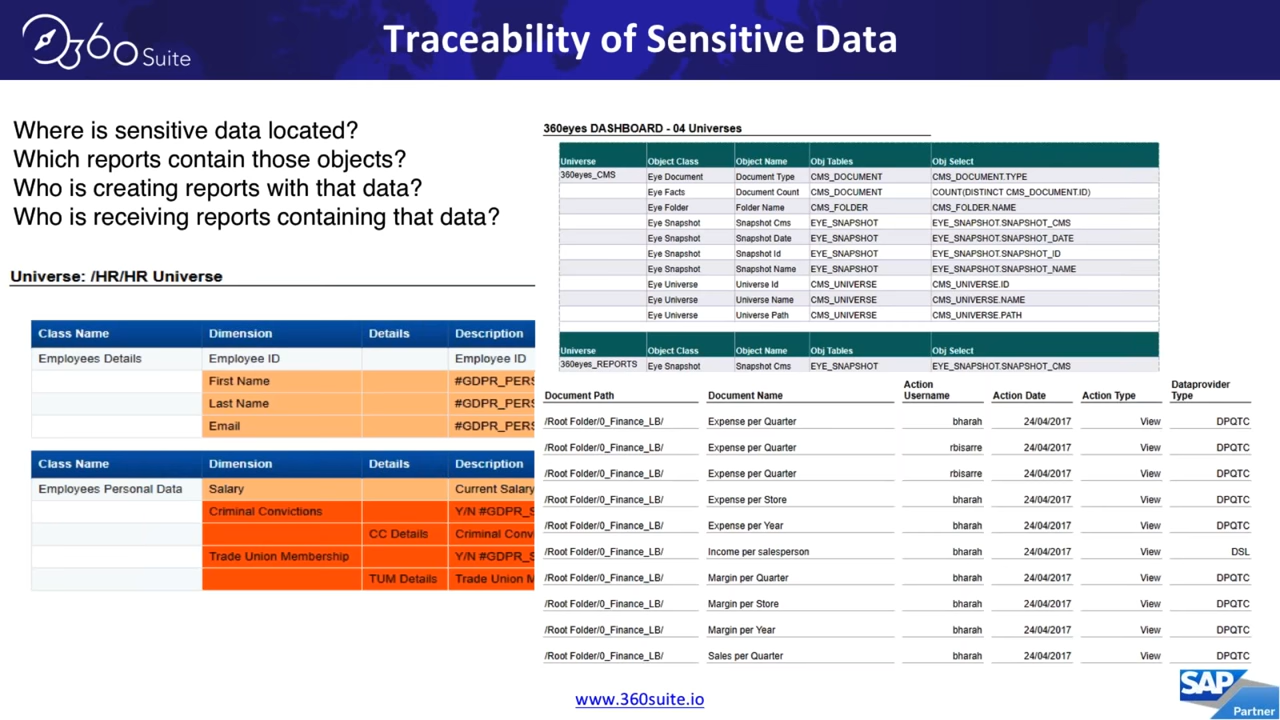 360Suite
Traceability of Sensitive Data
Where is sensitive data located?
Which reports contain those objects?
Who is creating reports with that data?
Who is receiving reports containing that data?
Universe: /HR/HR Universe
Class Name Dimension Details Description
Employees Details Employee ID Employee ID
First Name #GDPR_PERS
Last Name #GDPR_PERS
Email #GDPR_PERS
Class Name Dimension Details Description
Employees Personal Data Salary Current Salary
Criminal Convictions Y/N #GDPR_S
CC Details Criminal Conv
Trade Union Membership Y/N #GDPR_S
TUM Details Trade Union M
360eyes DASHBOARD - 04 Universes
Universe Object Class Object Name Obj Tables Obj Select
360eyes_CMS Eye Document Document Type CMS_DOCUMENT CMS_DOCUMENT.TYPE
Eye Facts Document Count CMS_DOCUMENT COUNT(DISTINCT CMS_DOCUMENT.ID)
Eye Folder Folder Name CMS_FOLDER CMS_FOLDER.NAME
Eye Snapshot Snapshot Cms EYE_SNAPSHOT EYE_SNAPSHOT.SNAPSHOT_CMS
Eye Snapshot Snapshot Date EYE_SNAPSHOT EYE_SNAPSHOT.SNAPSHOT_DATE
Eye Snapshot Snapshot Id EYE_SNAPSHOT EYE_SNAPSHOT.SNAPSHOT_ID
Eye Snapshot Snapshot Name EYE_SNAPSHOT EYE_SNAPSHOT.SNAPSHOT_NAME
Eye Universe Universe Id CMS_UNIVERSE CMS_UNIVERSE.ID
Eye Universe Universe Name CMS_UNIVERSE CMS_UNIVERSE.NAME
Eye Universe Universe Path CMS_UNIVERSE CMS_UNIVERSE.PATH
Universe Object Class Object Name Obj Tables Obj Select
360eyes_REPORTS Eye Snapshot Snapshot Cms EYE_SNAPSHOT EYE_SNAPSHOT.SNAPSHOT_CMS
Document Path Document Name Action Username Action Date Action Type Dataprovider Type
/Root Folder/0_Finance_LB/ Expense per Quarter bharah 24/04/2017 View DPQTC
/Root Folder/0_Finance_LB/ Expense per Quarter rbisarre 24/04/2017 View DPQTC
/Root Folder/0_Finance_LB/ Expense per Quarter rbisarre 24/04/2017 View DPQTC
/Root Folder/0_Finance_LB/ Expense per Store bharah 24/04/2017 View DPQTC
/Root Folder/0_Finance_LB/ Expense per Year bharah 24/04/2017 View DPQTC
/Root Folder/0_Finance_LB/ Income per salesperson bharah 24/04/2017 View DSL
/Root Folder/0_Finance_LB/ Margin per Quarter bharah 24/04/2017 View DPQTC
/Root Folder/0_Finance_LB/ Margin per Store bharah 24/04/2017 View DPQTC
/Root Folder/0_Finance_LB/ Margin per Year bharah 24/04/2017 View DPQTC
/Root Folder/0_Finance_LB/ Sales per Quarter bharah 24/04/2017 View DPQTC
www.360suite.io
SAP Partner